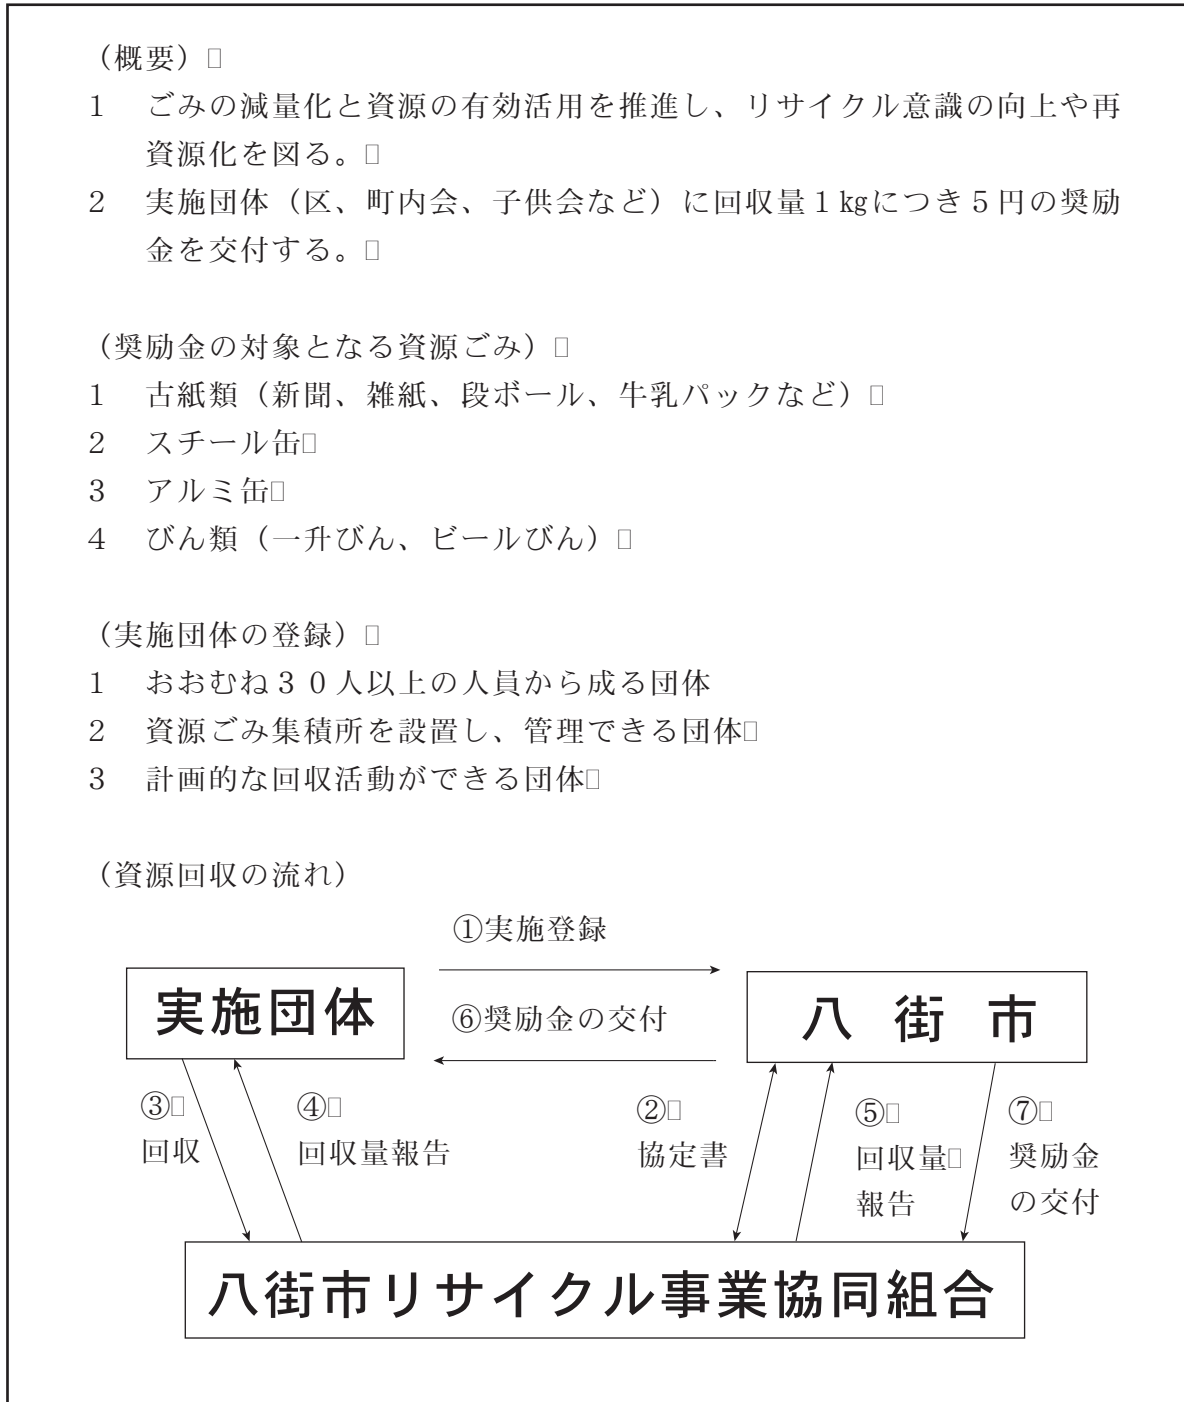 （概要）
１　ごみの減量化と資源の有効活用を推進し、リサイクル意識の向上や再
資源化を図る。
２　実施団体（区、町内会、子供会など）に回収量１㎏につき５円の奨励
金を交付する。
（奨励金の対象となる資源ごみ）
１　古紙類（新聞、雑紙、段ボール、牛乳パックなど）
２　スチール缶
３　アルミ缶
４　びん類（一升びん、ビールびん）
（実施団体の登録）
１　おおむね３０人以上の人員から成る団体
２　資源ごみ集積所を設置し、管理できる団体
３　計画的な回収活動ができる団体
（資源回収の流れ）
①実施登録
実施団体
八街市
⑥奨励金の交付
③
回収
④
回収量報告
②
協定書
⑤
回収量
報告
⑦
奨励金
の交付
八街市リサイクル事業協同組合